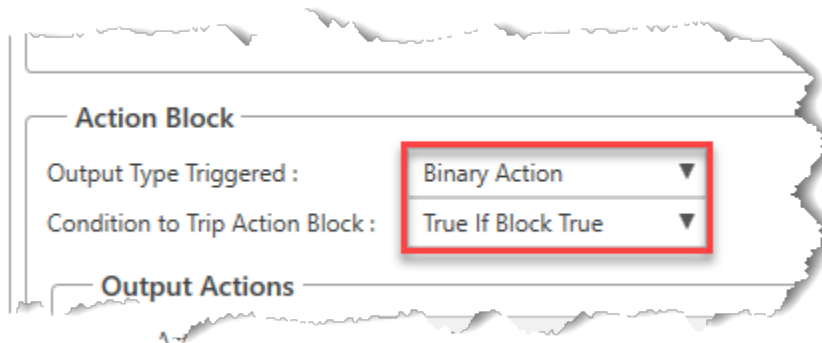 Action Block
Output Type Triggered : Binary Action
Condition to Trip Action Block : True If Block True
Output Actions